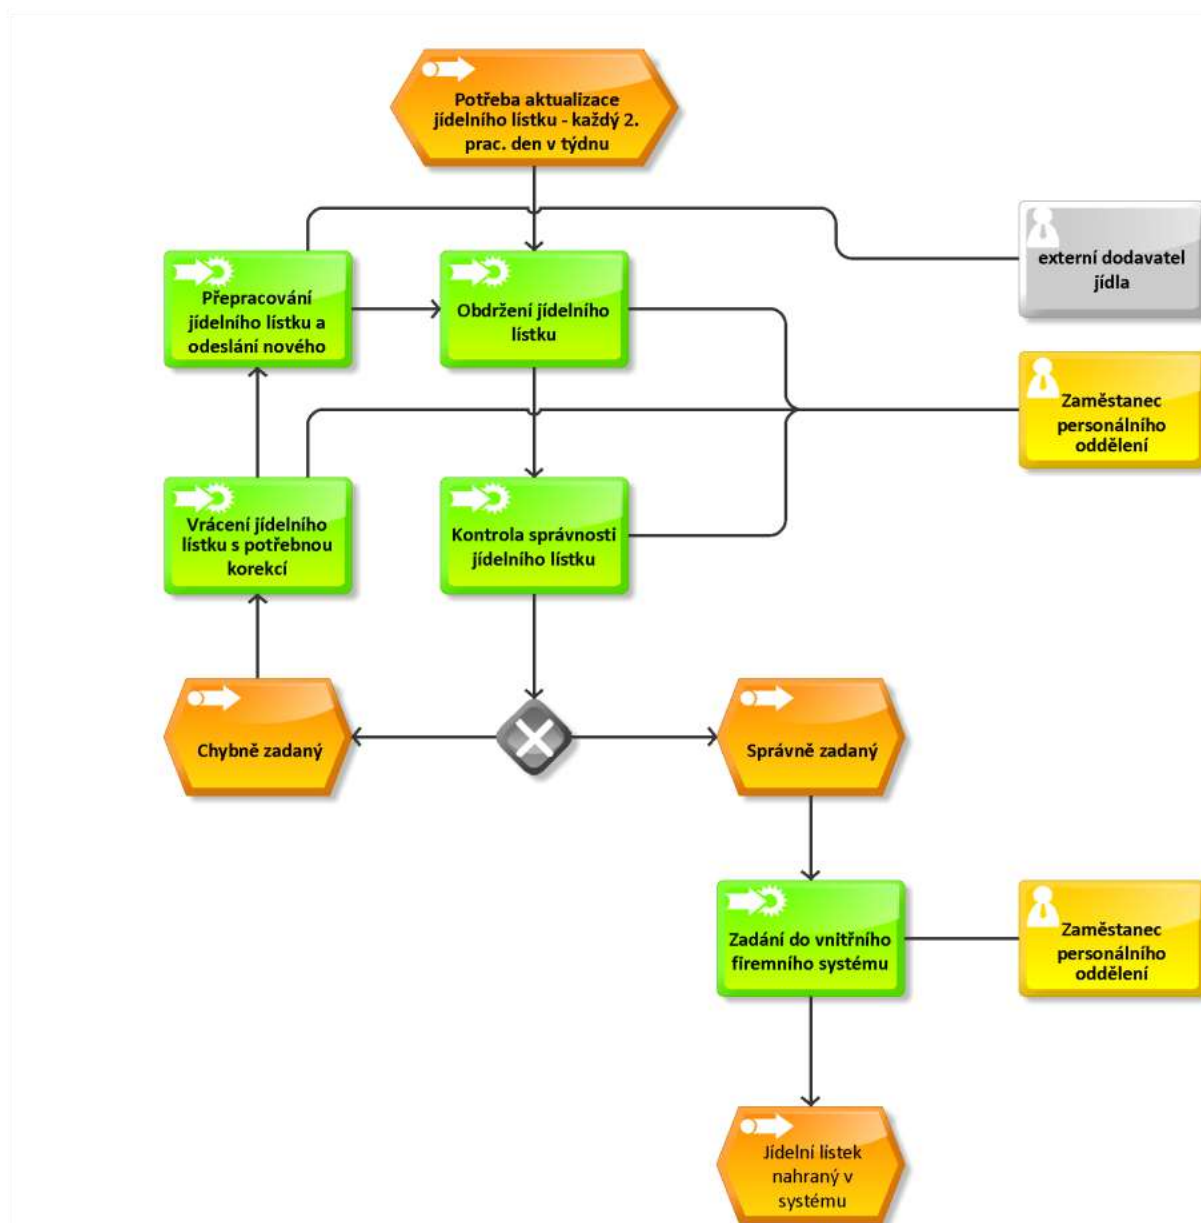 Potřeba aktualizace
jídelního lístku - každý 2.
prac. den v týdnu
externí dodavatel
jídla
Přepracování
jídelního lístku a
odeslání nového
Obdržení jídelního
lístku
Zaměstanec
personálního
oddělení
Vrácení jídelního
lístku s potřebnou
korekcí
Kontrola správnosti
jídelního lístku
Chybně zadaný
Správně zadaný
Zadání do vnitřního
firemního systému
Zaměstanec
personálního
oddělení
Jídelní lístek
nahraný v
systému